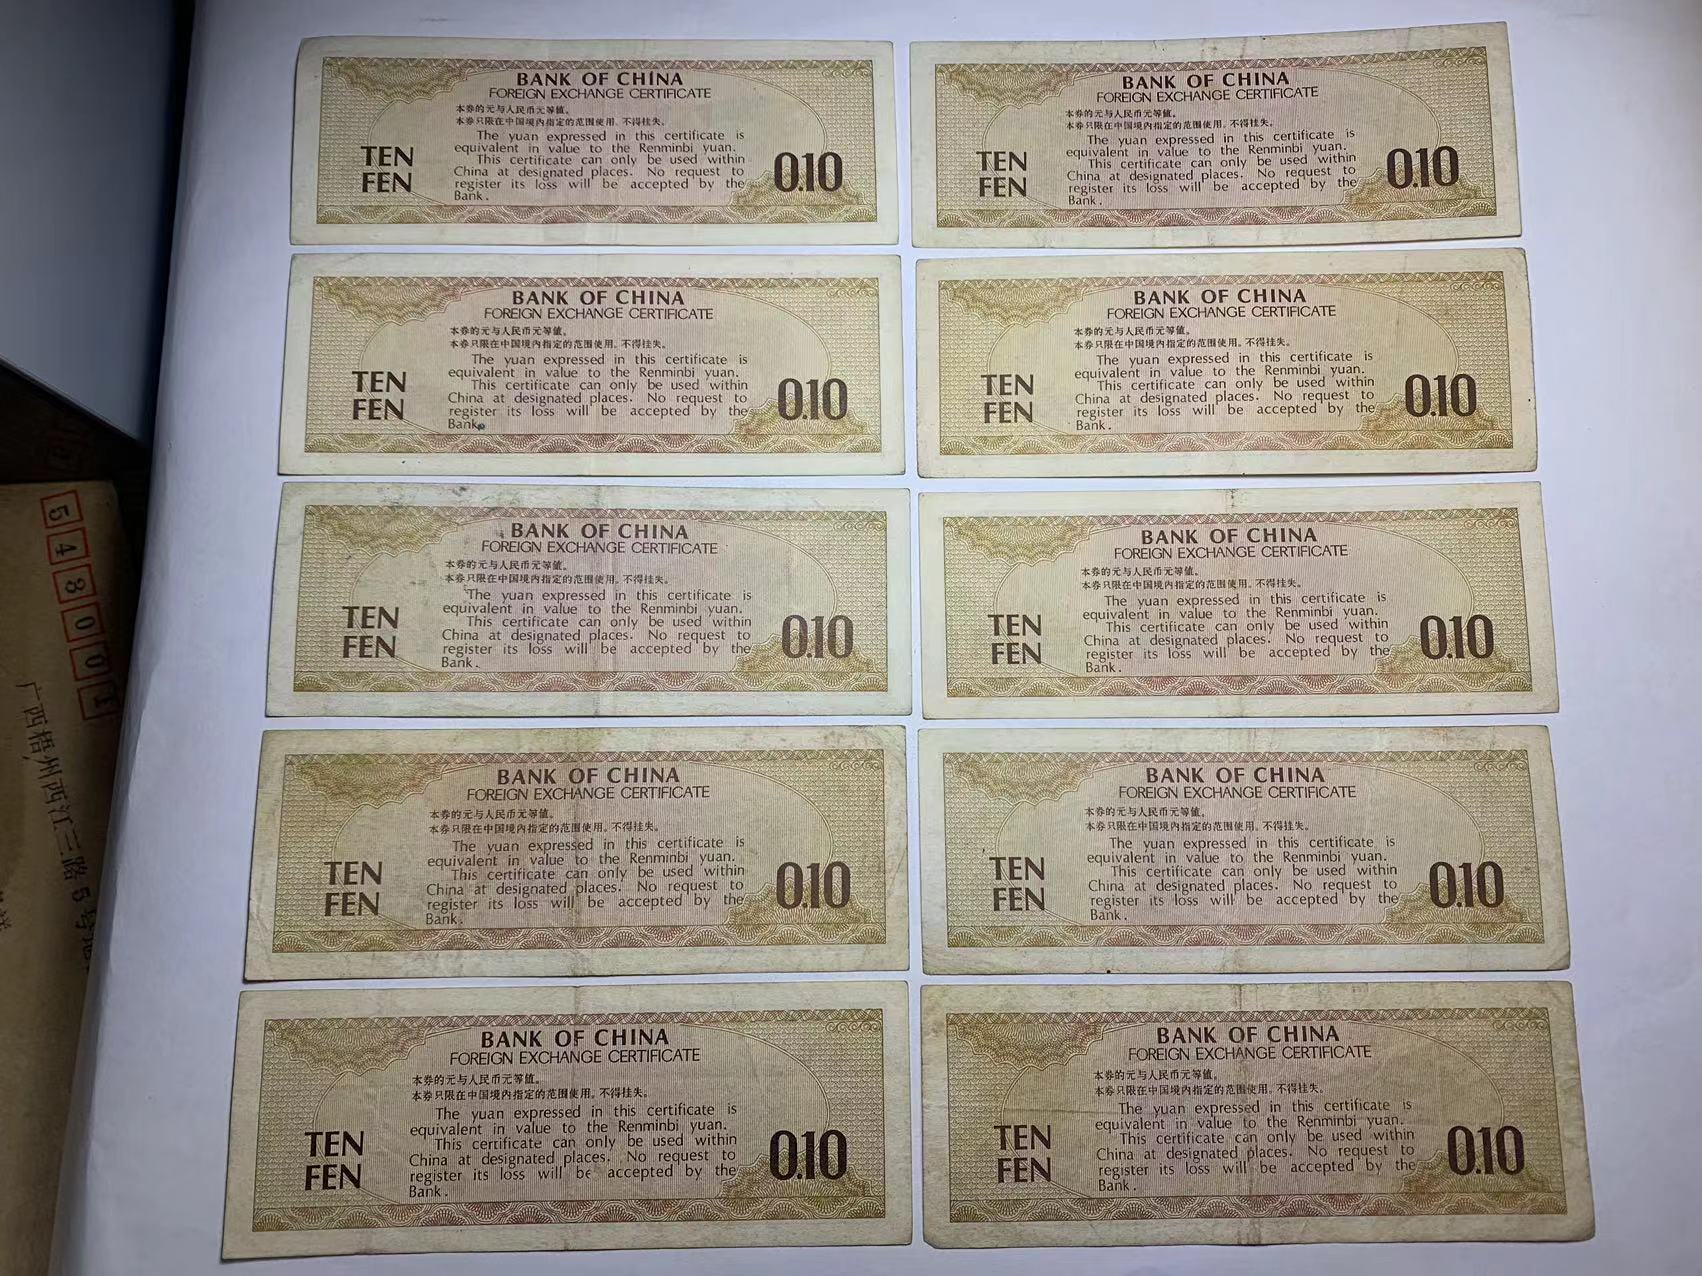 BANK OF CHINA
FOREIGN EXCHANGE CERTIFICATE
本券的元与人民币元等值。
本券只限在中国境内指定的范围使用。不得挂失。
The yuan expressed in this certificate is
equivalent in value to the Renminbi yuan.
This certificate can only be used within
China at designated places. No request to
register its loss will be accepted by the
Bank.
TEN
FEN
0.10
BANK OF CHINA
FOREIGN EXCHANGE CERTIFICATE
本券的元与人民币元等值。
本券只限在中国境内指定的范围使用。不得挂失。
The yuan expressed in this certificate is
equivalent in value to the Renminbi yuan.
This certificate can only be used within
China at designated places. No request to
register its loss will be accepted by the
Bank.
TEN
FEN
0.10
BANK OF CHINA
FOREIGN EXCHANGE CERTIFICATE
本券的元与人民币元等值。
本券只限在中国境内指定的范围使用。不得挂失。
The yuan expressed in this certificate is
equivalent in value to the Renminbi yuan.
This certificate can only be used within
China at designated places. No request to
register its loss will be accepted by the
Bank.
TEN
FEN
0.10
BANK OF CHINA
FOREIGN EXCHANGE CERTIFICATE
本券的元与人民币元等值。
本券只限在中国境内指定的范围使用。不得挂失。
The yuan expressed in this certificate is
equivalent in value to the Renminbi yuan.
This certificate can only be used within
China at designated places. No request to
register its loss will be accepted by the
Bank.
TEN
FEN
0.10
BANK OF CHINA
FOREIGN EXCHANGE CERTIFICATE
本券的元与人民币元等值。
本券只限在中国境内指定的范围使用。不得挂失。
The yuan expressed in this certificate is
equivalent in value to the Renminbi yuan.
This certificate can only be used within
China at designated places. No request to
register its loss will be accepted by the
Bank.
TEN
FEN
0.10
BANK OF CHINA
FOREIGN EXCHANGE CERTIFICATE
本券的元与人民币元等值。
本券只限在中国境内指定的范围使用。不得挂失。
The yuan expressed in this certificate is
equivalent in value to the Renminbi yuan.
This certificate can only be used within
China at designated places. No request to
register its loss will be accepted by the
Bank.
TEN
FEN
0.10
BANK OF CHINA
FOREIGN EXCHANGE CERTIFICATE
本券的元与人民币元等值。
本券只限在中国境内指定的范围使用。不得挂失。
The yuan expressed in this certificate is
equivalent in value to the Renminbi yuan.
This certificate can only be used within
China at designated places. No request to
register its loss will be accepted by the
Bank.
TEN
FEN
0.10
BANK OF CHINA
FOREIGN EXCHANGE CERTIFICATE
本券的元与人民币元等值。
本券只限在中国境内指定的范围使用。不得挂失。
The yuan expressed in this certificate is
equivalent in value to the Renminbi yuan.
This certificate can only be used within
China at designated places. No request to
register its loss will be accepted by the
Bank.
TEN
FEN
0.10
BANK OF CHINA
FOREIGN EXCHANGE CERTIFICATE
本券的元与人民币元等值。
本券只限在中国境内指定的范围使用。不得挂失。
The yuan expressed in this certificate is
equivalent in value to the Renminbi yuan.
This certificate can only be used within
China at designated places. No request to
register its loss will be accepted by the
Bank.
TEN
FEN
0.10
BANK OF CHINA
FOREIGN EXCHANGE CERTIFICATE
本券的元与人民币元等值。
本券只限在中国境内指定的范围使用。不得挂失。
The yuan expressed in this certificate is
equivalent in value to the Renminbi yuan.
This certificate can only be used within
China at designated places. No request to
register its loss will be accepted by the
Bank.
TEN
FEN
0.10
543001
广西梧州西江三路5号